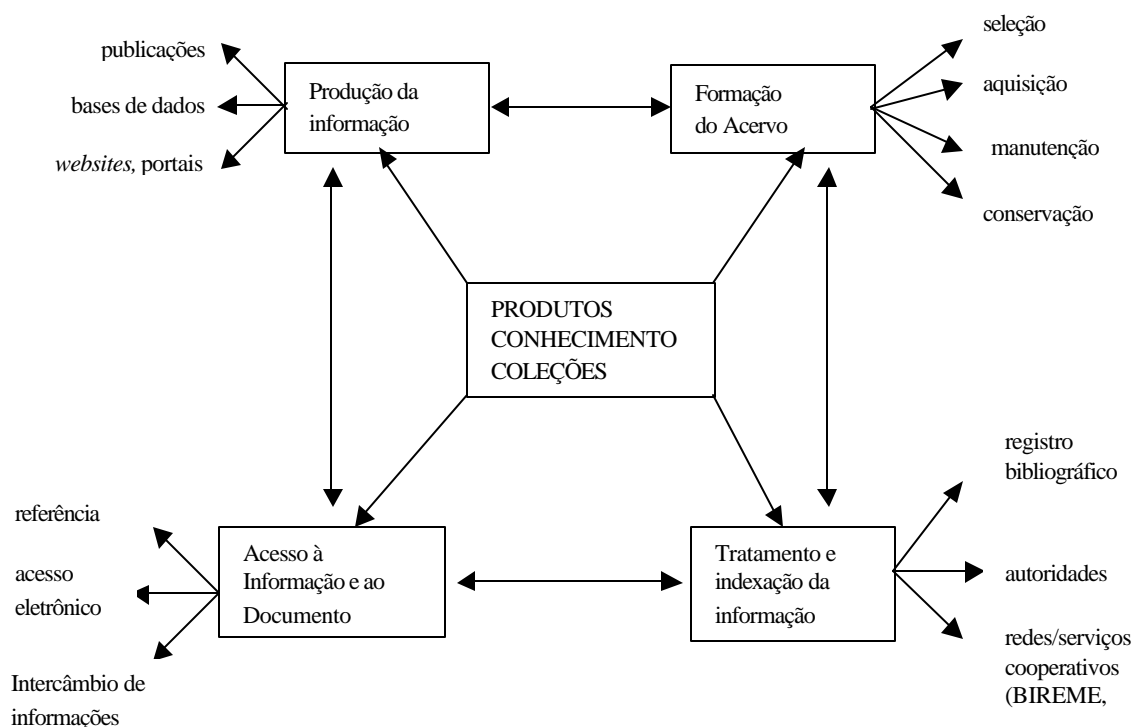 publicações
bases de dados
websites, portais
Produção da
informação
Formação
do Acervo
seleção
aquisição
manutenção
conservação
PRODUTOS
CONHECIMENTO
COLEÇÕES
referência
acesso
eletrônico
Intercâmbio de
informações
Acesso à
Informação e ao
Documento
Tratamento e
indexação da
informação
registro
bibliográfico
autoridades
redes/serviços
cooperativos
(BIREME,